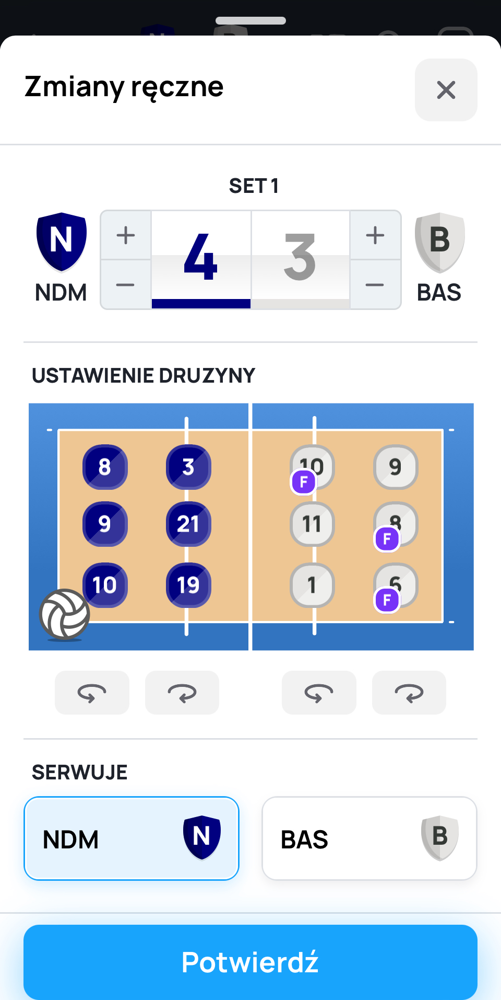 Zmiany ręczne
SET 1
N
4
3
B
NDM
BAS
USTAWIENIE DRUZYNY
8
3
10
F
9
9
21
11
8
F
10
19
1
6
F
SERWUJE
NDM
N
BAS
B
Potwierdź